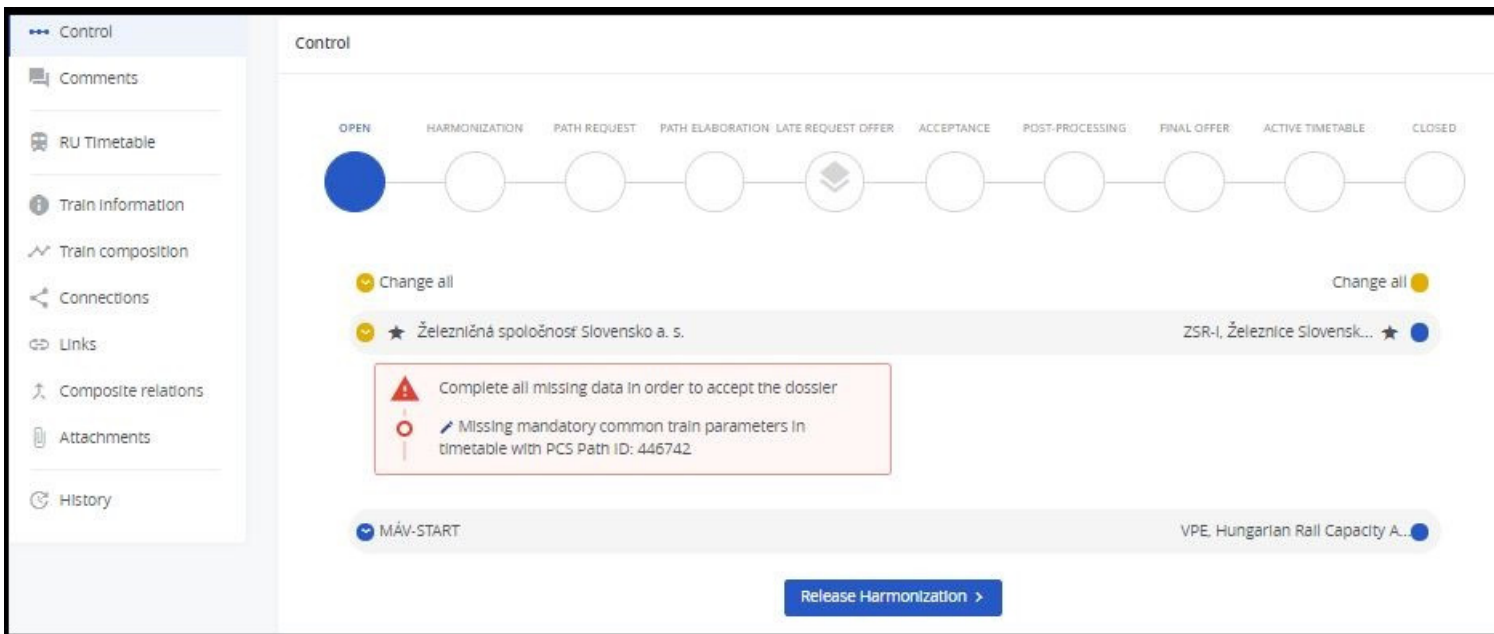 Control
Comments
RU Timetable
Train information
Train composition
Connections
Links
Composite relations
Attachments
History
Control
OPEN
HARMONIZATION
PATH REQUEST
PATH ELABORATION
LATE REQUEST OFFER
ACCEPTANCE
POST-PROCESSING
FINAL OFFER
ACTIVE TIMETABLE
CLOSED
Change all
Change all
Železničná spoločnosť Slovensko a. s.
ZSR-I, Železnice Slovensk...
Complete all missing data in order to accept the dossier
Missing mandatory common train parameters in
timetable with PCS Path ID: 446742
MÁV-START
VPE, Hungarian Rail Capacity A...
Release Harmonization >